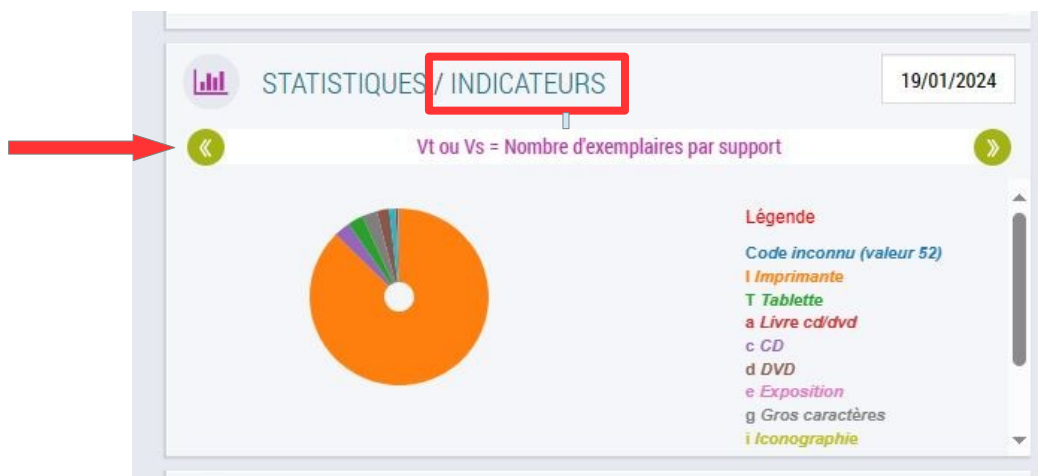 STATISTIQUES / INDICATEURS
19/01/2024
Vt ou Vs = Nombre d'exemplaires par support
Légende
Code inconnu (valeur 52)
l Imprimante
T Tablette
a Livre cd/dvd
c CD
d DVD
e Exposition
g Gros caractères
i Iconographie